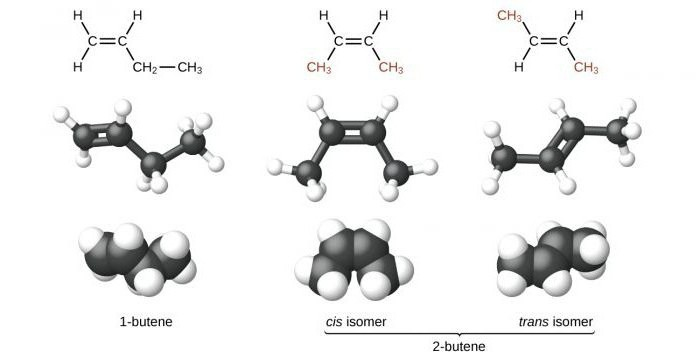 H H H H CH₃ H
C=C C=C C=C
H CH₂—CH₃ CH₃ CH₃ H CH₃
1-butene cis isomer trans isomer
2-butene